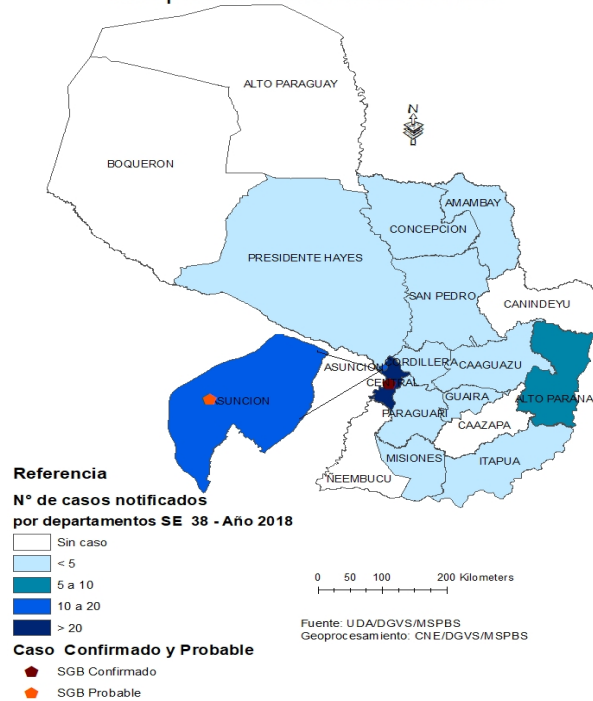 ALTO PARAGUAY
N
BOQUERON
AMAMBAY
CONCEPCION
PRESIDENTE HAYES
SAN PEDRO
CANINDEYU
ASUNCION
CORDILLERA
CAAGUAZU
CENTRAL
ASUNCION
GUAIRA
ALTO PARANA
PARAGUARI
CAAZAPA
MISIONES
ITAPUA
ÑEEMBUCU
Referencia
N° de casos notificados
por departamentos SE 38 - Año 2018
Sin caso
< 5
5 a 10
10 a 20
> 20
0 50 100 200 Kilometers
Fuente: UDA/DGVS/MSPBS
Geoprocesamiento: CNE/DGVS/MSPBS
Caso Confirmado y Probable
SGB Confirmado
SGB Probable